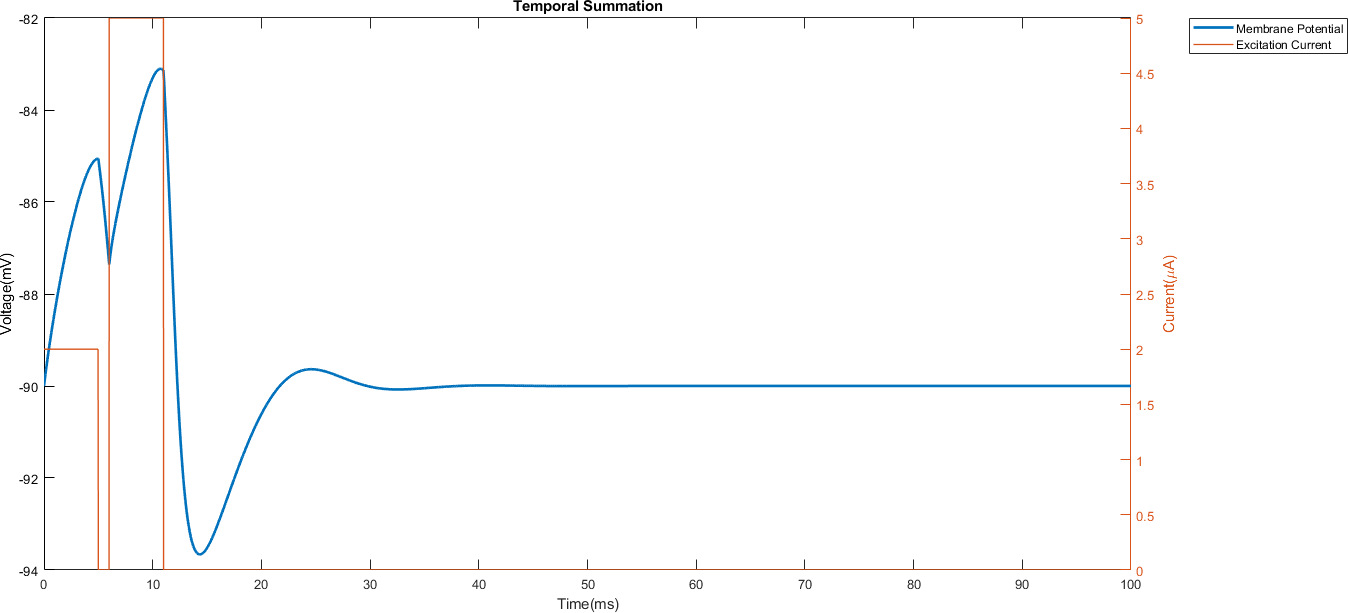 Temporal Summation
Membrane Potential
Excitation Current
Voltage(mV)
-82
-84
-86
-88
-90
-92
-94
5
4.5
4
3.5
3
2.5
2
1.5
1
0.5
0
Current(μA)
0 10 20 30 40 50 60 70 80 90 100
Time(ms)